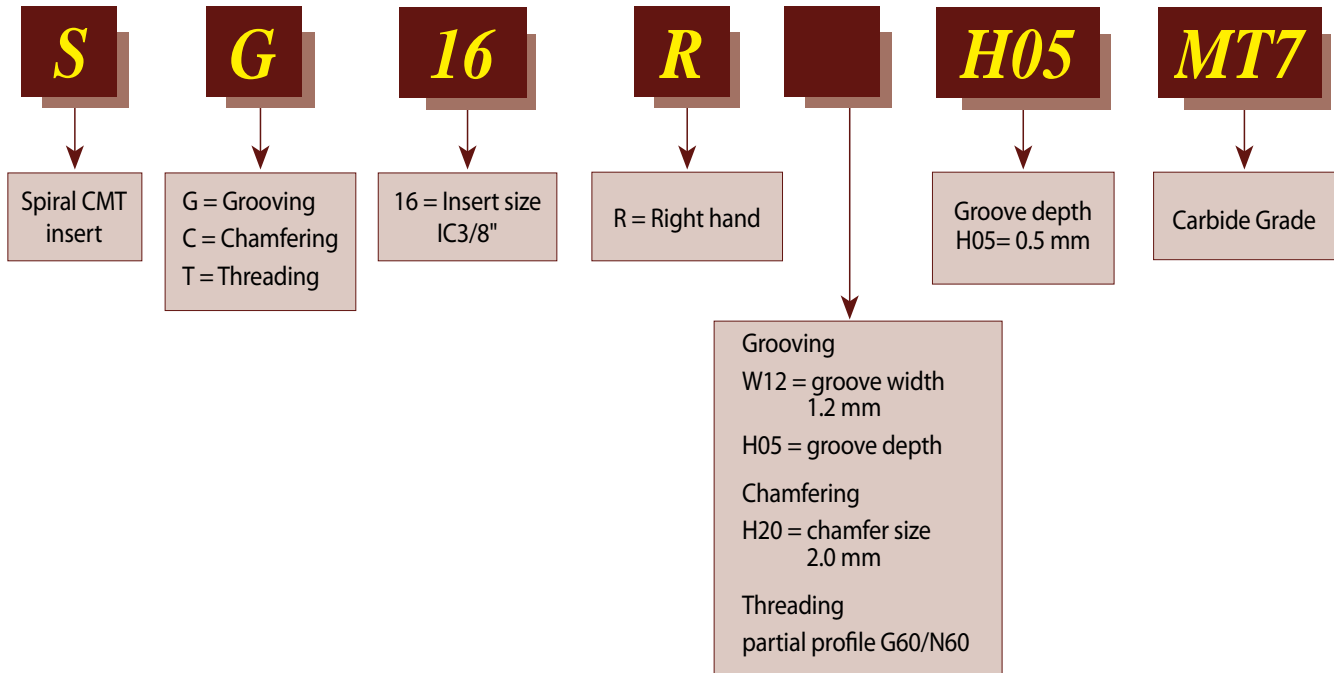 S G 16 R H05 MT7
Spiral CMT
insert
G = Grooving
C = Chamfering
T = Threading
16 = Insert size
IC3/8"
R = Right hand
Groove depth
H05= 0.5 mm
Carbide Grade
Grooving
W12 = groove width
1.2 mm
H05 = groove depth
Chamfering
H20 = chamfer size
2.0 mm
Threading
partial profile G60/N60